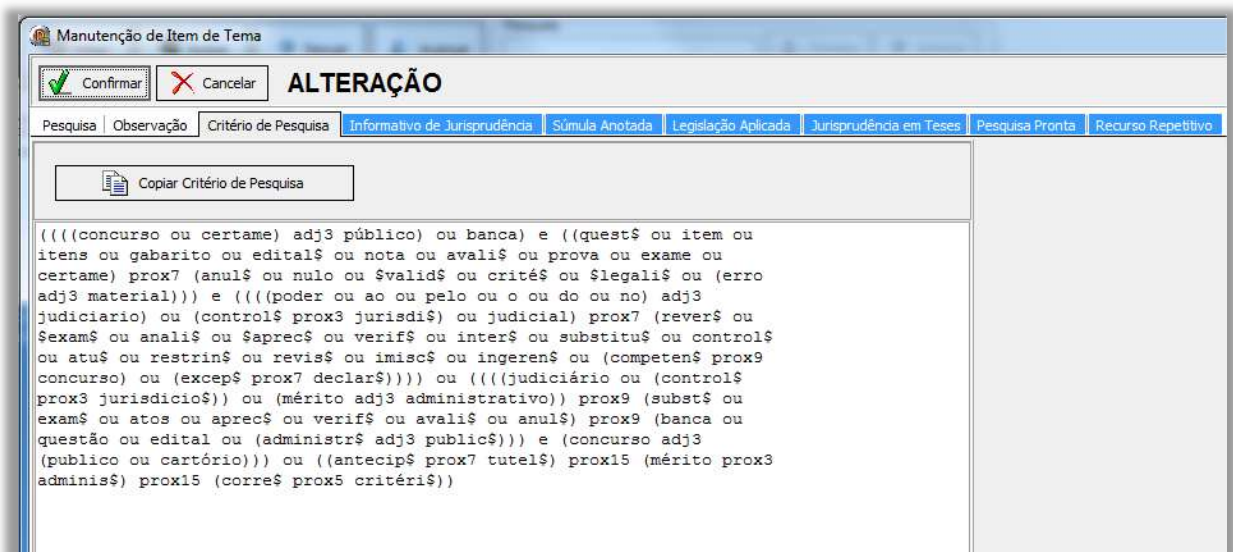 Manutenção de Item de Tema
Confirmar Cancelar ALTERAÇÃO
Pesquisa Observação Critério de Pesquisa Informativo de Jurisprudência Súmula Anotada Legislação Aplicada Jurisprudência em Teses Pesquisa Pronta Recurso Repetitivo
Copiar Critério de Pesquisa
((((concurso ou certame) adj3 público) ou banca) e ((quest$ ou item ou
itens ou gabarito ou edital$ ou nota ou avali$ ou prova ou exame ou
certame) prox7 (anul$ ou nulo ou $valid$ ou crité$ ou $legali$ ou (erro
adj3 material))) e ((((poder ou ao ou pelo ou o ou do ou no) adj3
judiciario) ou (control$ prox3 jurisdi$) ou judicial) prox7 (rever$ ou
$exam$ ou anali$ ou $aprec$ ou verif$ ou inter$ ou substitu$ ou control$
ou atu$ ou restrin$ ou revis$ ou imisc$ ou ingeren$ ou (competen$ prox9
concurso) ou (excep$ prox7 declar$)))) ou ((((judiciário ou (control$
prox3 jurisdicio$)) ou (mérito adj3 administrativo)) prox9 (subst$ ou
exam$ ou atos ou aprec$ ou verif$ ou avali$ ou anul$) prox9 (banca ou
questão ou edital ou (administr$ adj3 public$))) e (concurso adj3
(publico ou cartório))) ou ((antecip$ prox7 tutel$) prox15 (mérito prox3
adminis$) prox15 (corre$ prox5 critéri$))